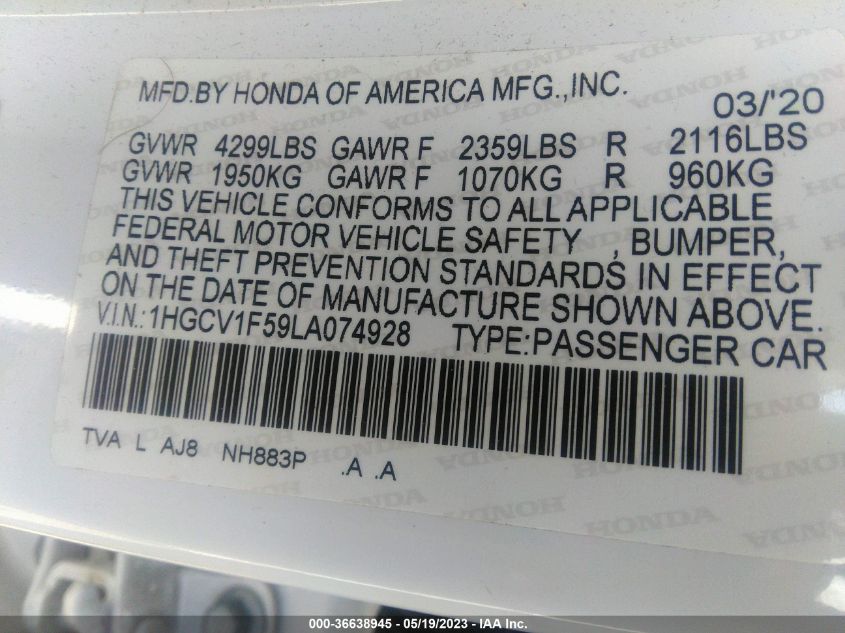 MFD.BY HONDA OF AMERICA MFG.,INC. 03/'20
GVWR 4299LBS GAWR F 2359LBS R 2116LBS
GVWR 1950KG GAWR F 1070KG R 960KG
THIS VEHICLE CONFORMS TO ALL APPLICABLE
FEDERAL MOTOR VEHICLE SAFETY , BUMPER,
AND THEFT PREVENTION STANDARDS IN EFFECT
ON THE DATE OF MANUFACTURE SHOWN ABOVE.
V.I.N.:1HGCV1F59LA074928 TYPE:PASSENGER CAR
TVA L AJ8 NH883P .A .A
HONDA HONDA HONDA
000-36638945 - 05/19/2023 - IAA Inc.